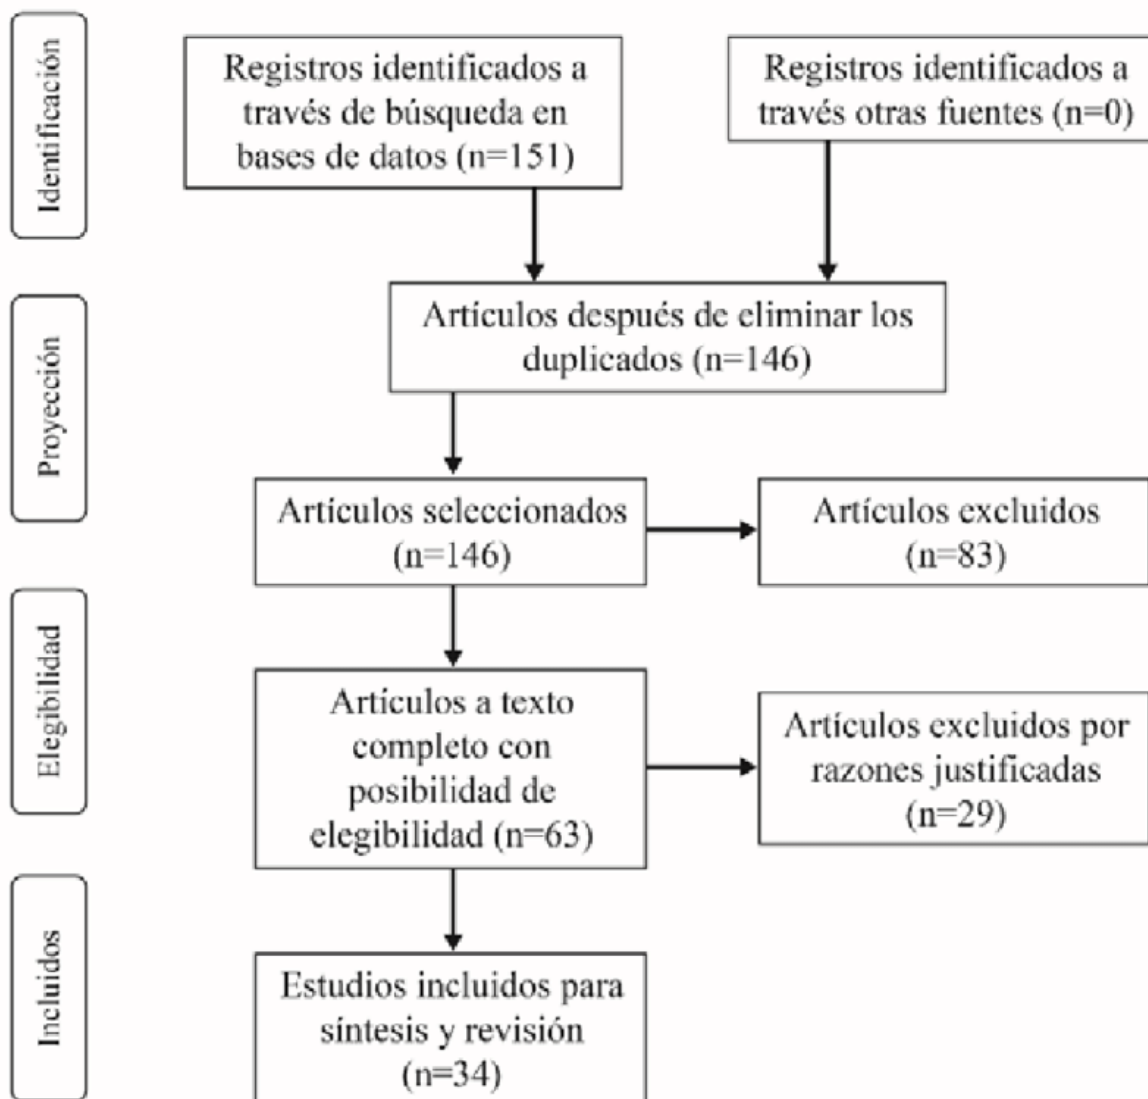 Identificación
Registros identificados a
través de búsqueda en
bases de datos (n=151)
Registros identificados a
través otras fuentes (n=0)
Proyección
Artículos después de eliminar los
duplicados (n=146)
Artículos seleccionados
(n=146)
Artículos excluidos
(n=83)
Elegibilidad
Artículos a texto
completo con
posibilidad de
elegibilidad (n=63)
Artículos excluidos por
razones justificadas
(n=29)
Incluidos
Estudios incluidos para
síntesis y revisión
(n=34)